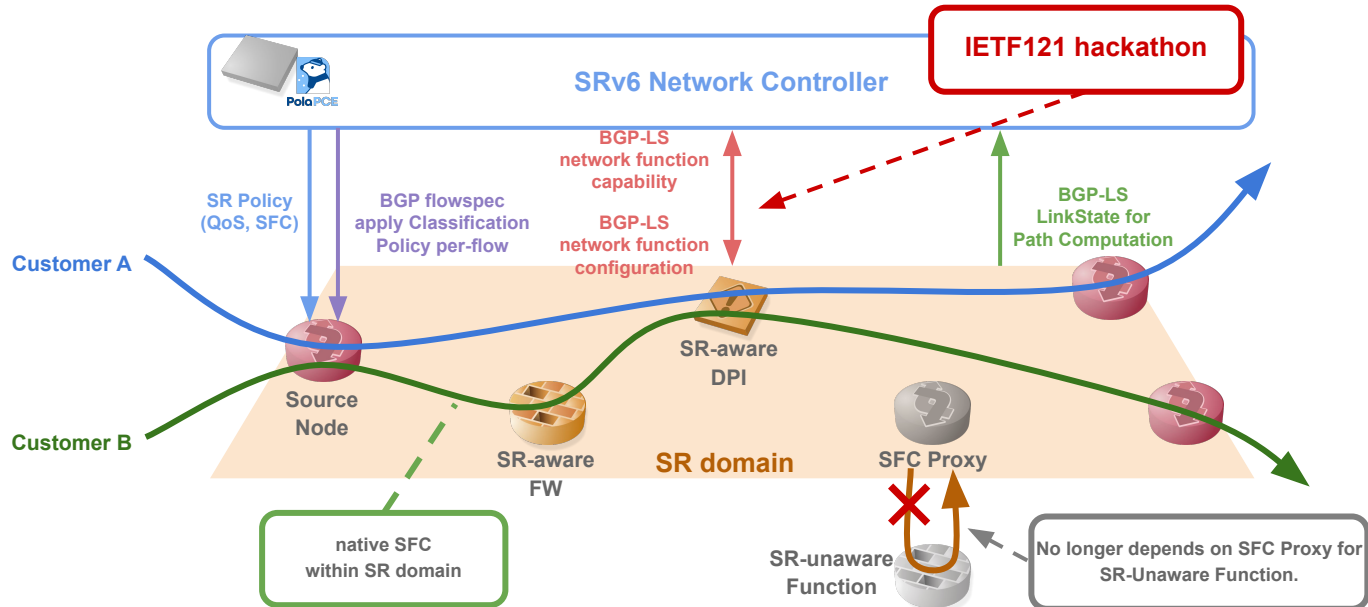 IETF121 hackathon
SRv6 Network Controller
PolaPCE
SR Policy
(QoS, SFC)
BGP flowspec
apply Classification
Policy per-flow
BGP-LS
network function
capability
BGP-LS
network function
configuration
BGP-LS
LinkState for
Path Computation
Customer A
Customer B
Source
Node
SR-aware
DPI
SR-aware
FW
SR domain
SFC Proxy
native SFC
within SR domain
SR-unaware
Function
No longer depends on SFC Proxy for
SR-Unaware Function.